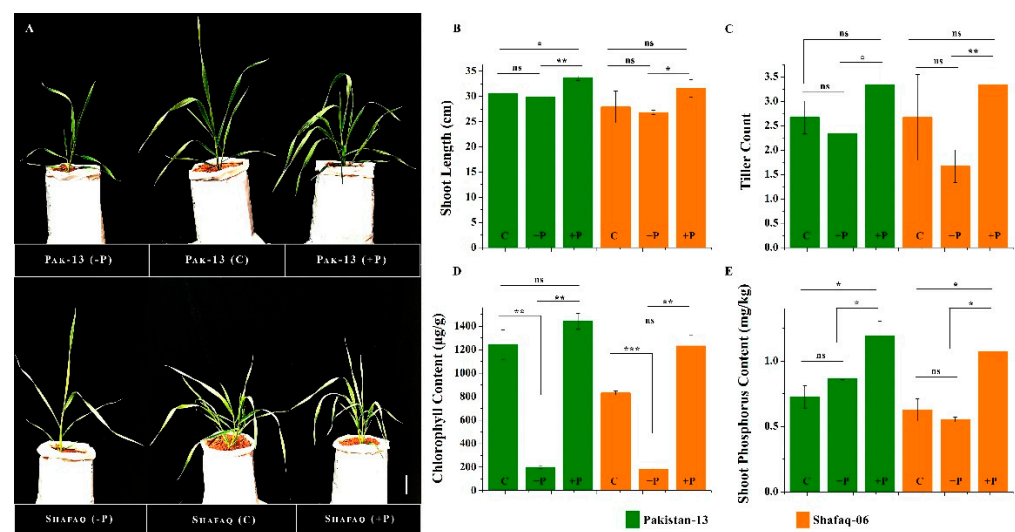 A
PAK-13 (-P) PAK-13 (C) PAK-13 (+P)
SHAFAQ (-P) SHAFAQ (C) SHAFAQ (+P)
B
ns
* ns
** *
ns ns
Shoot Length (cm)
35
30
25
20
15
10
5
0
C −P +P C −P +P
C
ns ns
* **
ns ns
Tiller Count
3.5
3.0
2.5
2.0
1.5
1.0
0.5
0.0
C −P +P C −P +P
D
ns
** **
** ns
***
Chlorophyll Content (µg/g)
1400
1200
1000
800
600
400
200
0
C −P +P C −P +P
E
* *
* *
ns ns
Shoot Phosphorus Content (mg/kg)
1.0
0.5
0.0
C −P +P C −P +P
Pakistan-13 Shafaq-06